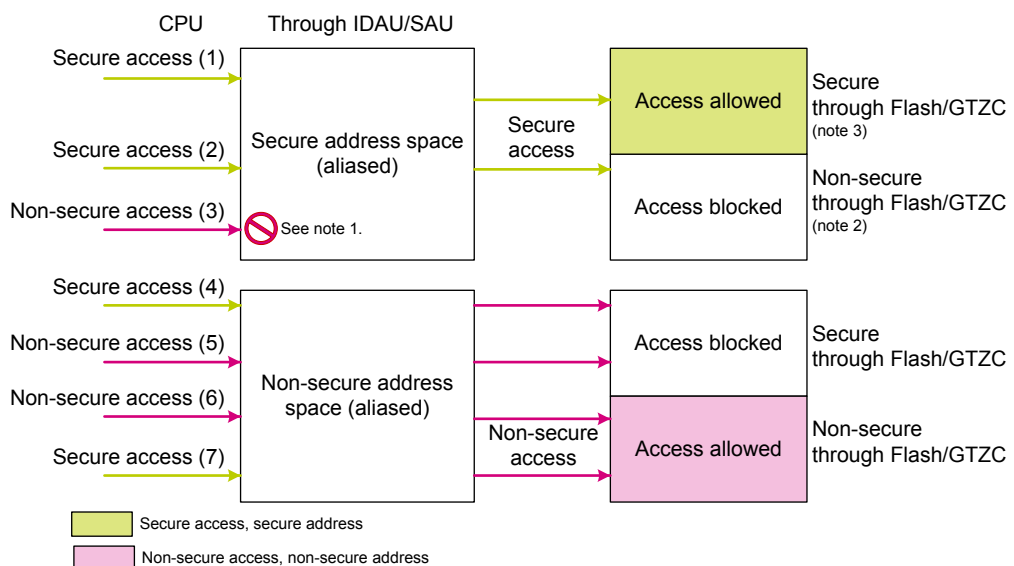 CPU
Through IDAU/SAU
Secure access (1)
Secure access (2)
Non-secure access (3)
Secure address space
(aliased)
See note 1.
Secure
access
Access allowed
Secure
through Flash/GTZC
(note 3)
Access blocked
Non-secure
through Flash/GTZC
(note 2)
Secure access (4)
Non-secure access (5)
Non-secure access (6)
Secure access (7)
Non-secure address
space (aliased)
Non-secure
access
Access blocked
Secure
through Flash/GTZC
Access allowed
Non-secure
through Flash/GTZC
Secure access, secure address
Non-secure access, non-secure address